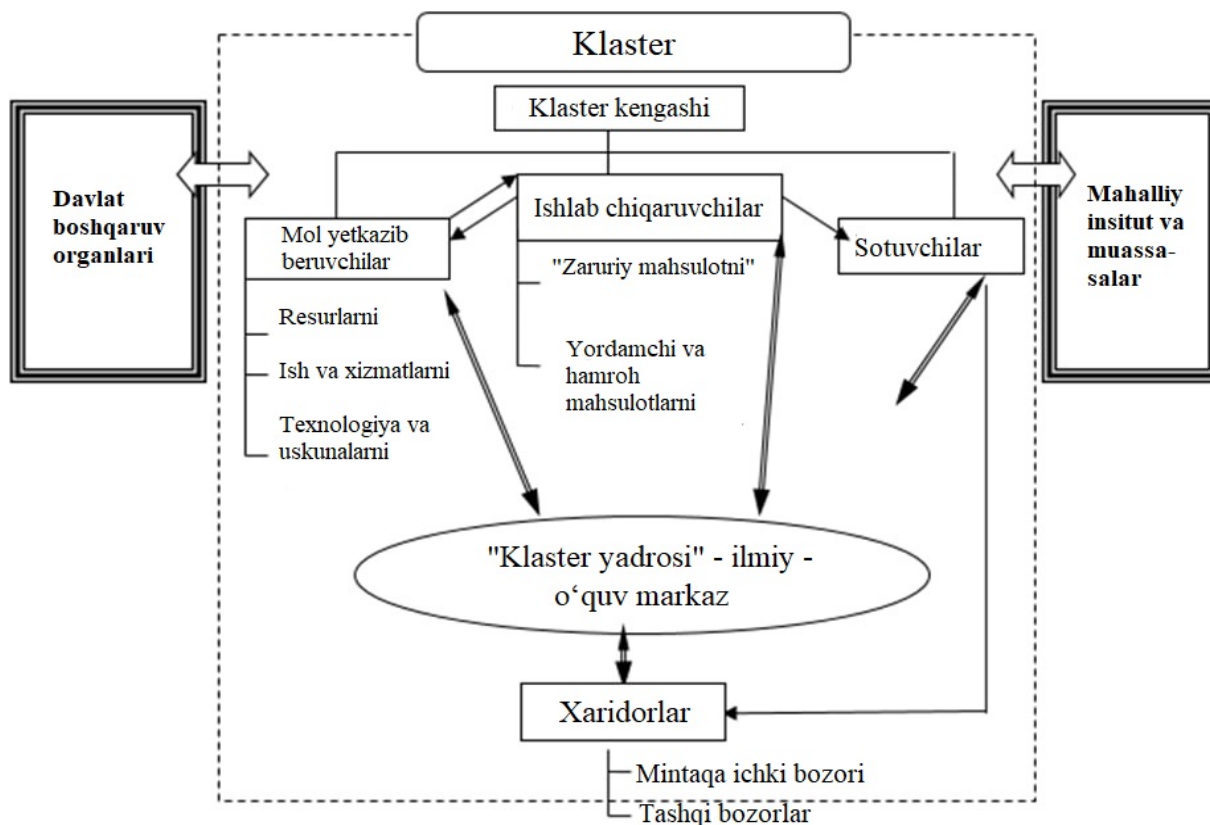 Klaster
Klaster kengashi
Davlat
boshqaruv
organlari
Mol yetkazib
beruvchilar
Resurlarni
Ish va xizmatlarni
Texnologiya va
uskunalarni
Ishlab chiqaruvchilar
"Zaruriy mahsulotni"
Yordamchi va
hamroh
mahsulotlarni
Sotuvchilar
Mahalliy
insitut va
muassa-
salar
"Klaster yadrosi" - ilmiy -
o‘quv markaz
Xaridorlar
Mintaqa ichki bozori
Tashqi bozorlar